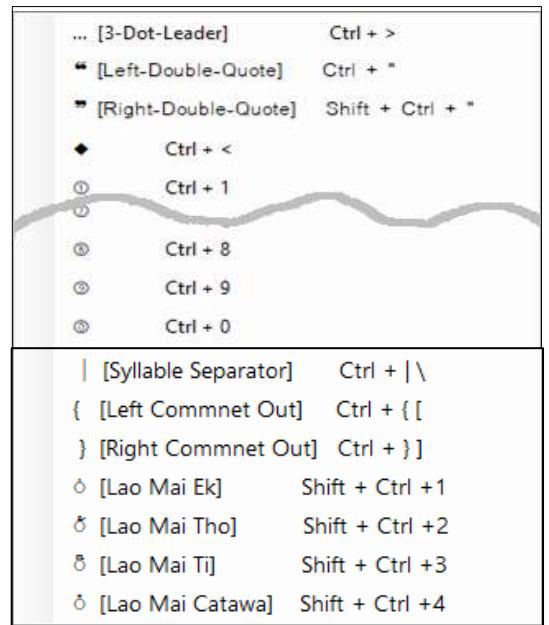 ... [3-Dot-Leader] Ctrl + >
❝ [Left-Double-Quote] Ctrl + "
❞ [Right-Double-Quote] Shift + Ctrl + "
◆ Ctrl + <
① Ctrl + 1
⑦
⑧ Ctrl + 8
⑨ Ctrl + 9
Ctrl + 0
| [Syllable Separator] Ctrl + | \
{ [Left Commnet Out] Ctrl + { [
} [Right Commnet Out] Ctrl + } ]
◌່ [Lao Mai Ek] Shift + Ctrl +1
◌້ [Lao Mai Tho] Shift + Ctrl +2
◌໊ [Lao Mai Ti] Shift + Ctrl +3
◌໋ [Lao Mai Catawa] Shift + Ctrl +4